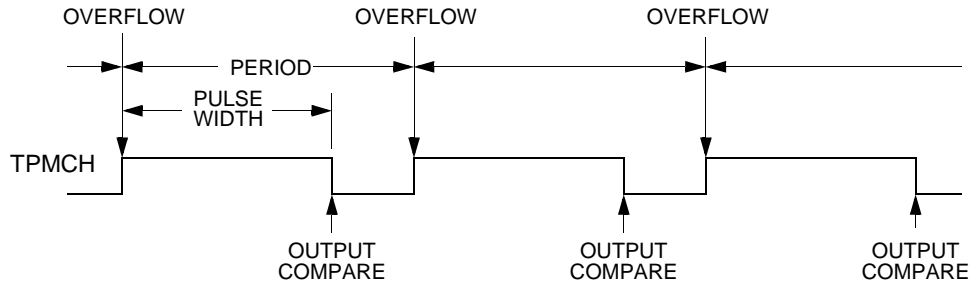 OVERFLOW OVERFLOW OVERFLOW
PERIOD
PULSE
WIDTH
TPMCH
OUTPUT
COMPARE
OUTPUT
COMPARE
OUTPUT
COMPARE